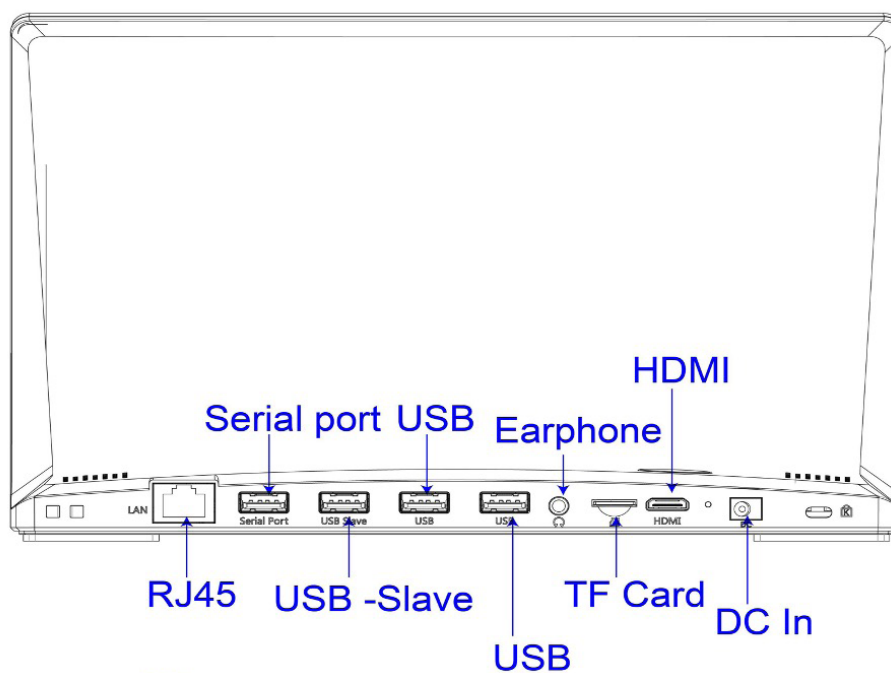 HDMI
Serial port USB
Earphone
LAN
Serial Port
USB Slave
USB
USB
HDMI
RJ45
USB -Slave
TF Card
DC In
USB